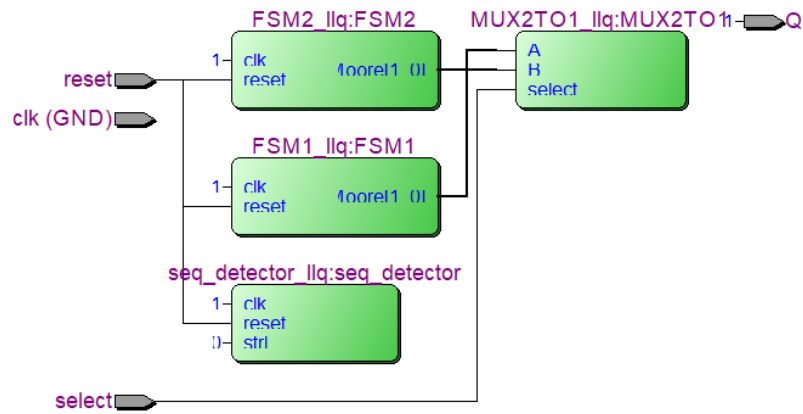 FSM2_llq:FSM2
MUX2TO1_llq:MUX2TO1
1 Q
1 clk
reset
A
B
select
reset
clk (GND)
FSM1_llq:FSM1
1 clk
reset
seq_detector_llq:seq_detector
1 clk
reset
0 strl
select